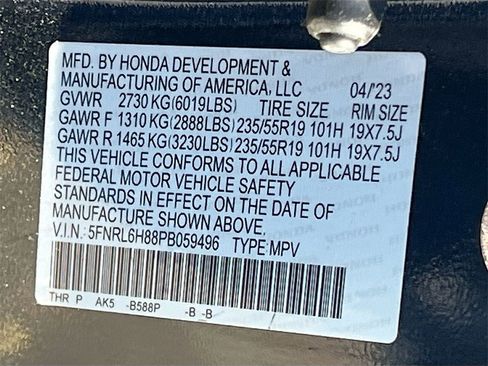 MFD. BY HONDA DEVELOPMENT &
MANUFACTURING OF AMERICA, LLC 04/'23
GVWR 2730 KG(6019LBS) TIRE SIZE RIM SIZE
GAWR F 1310 KG(2888LBS) 235/55R19 101H 19X7.5J
GAWR R 1465 KG(3230LBS) 235/55R19 101H 19X7.5J
THIS VEHICLE CONFORMS TO ALL APPLICABLE
FEDERAL MOTOR VEHICLE SAFETY
STANDARDS IN EFFECT ON THE DATE OF
MANUFACTURE SHOWN ABOVE.
V.I.N.: 5FNRL6H88PB059496 TYPE: MPV
THR P AK5 -B588P -B -B